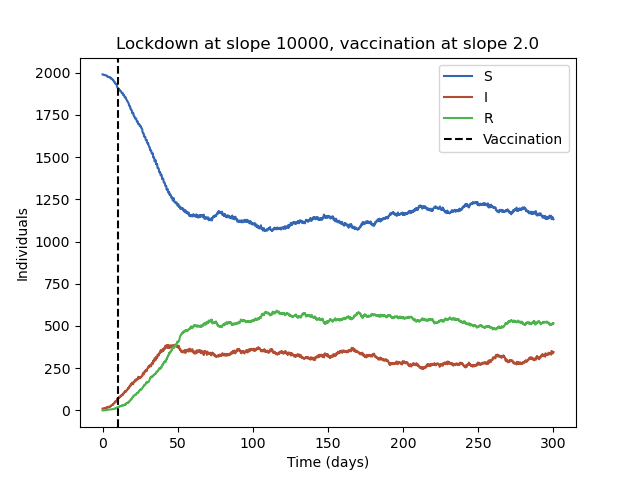 Lockdown at slope 10000, vaccination at slope 2.0
S
I
R
Vaccination
2000
1750
1500
1250
1000
750
500
250
0
Individuals
0 50 100 150 200 250 300
Time (days)